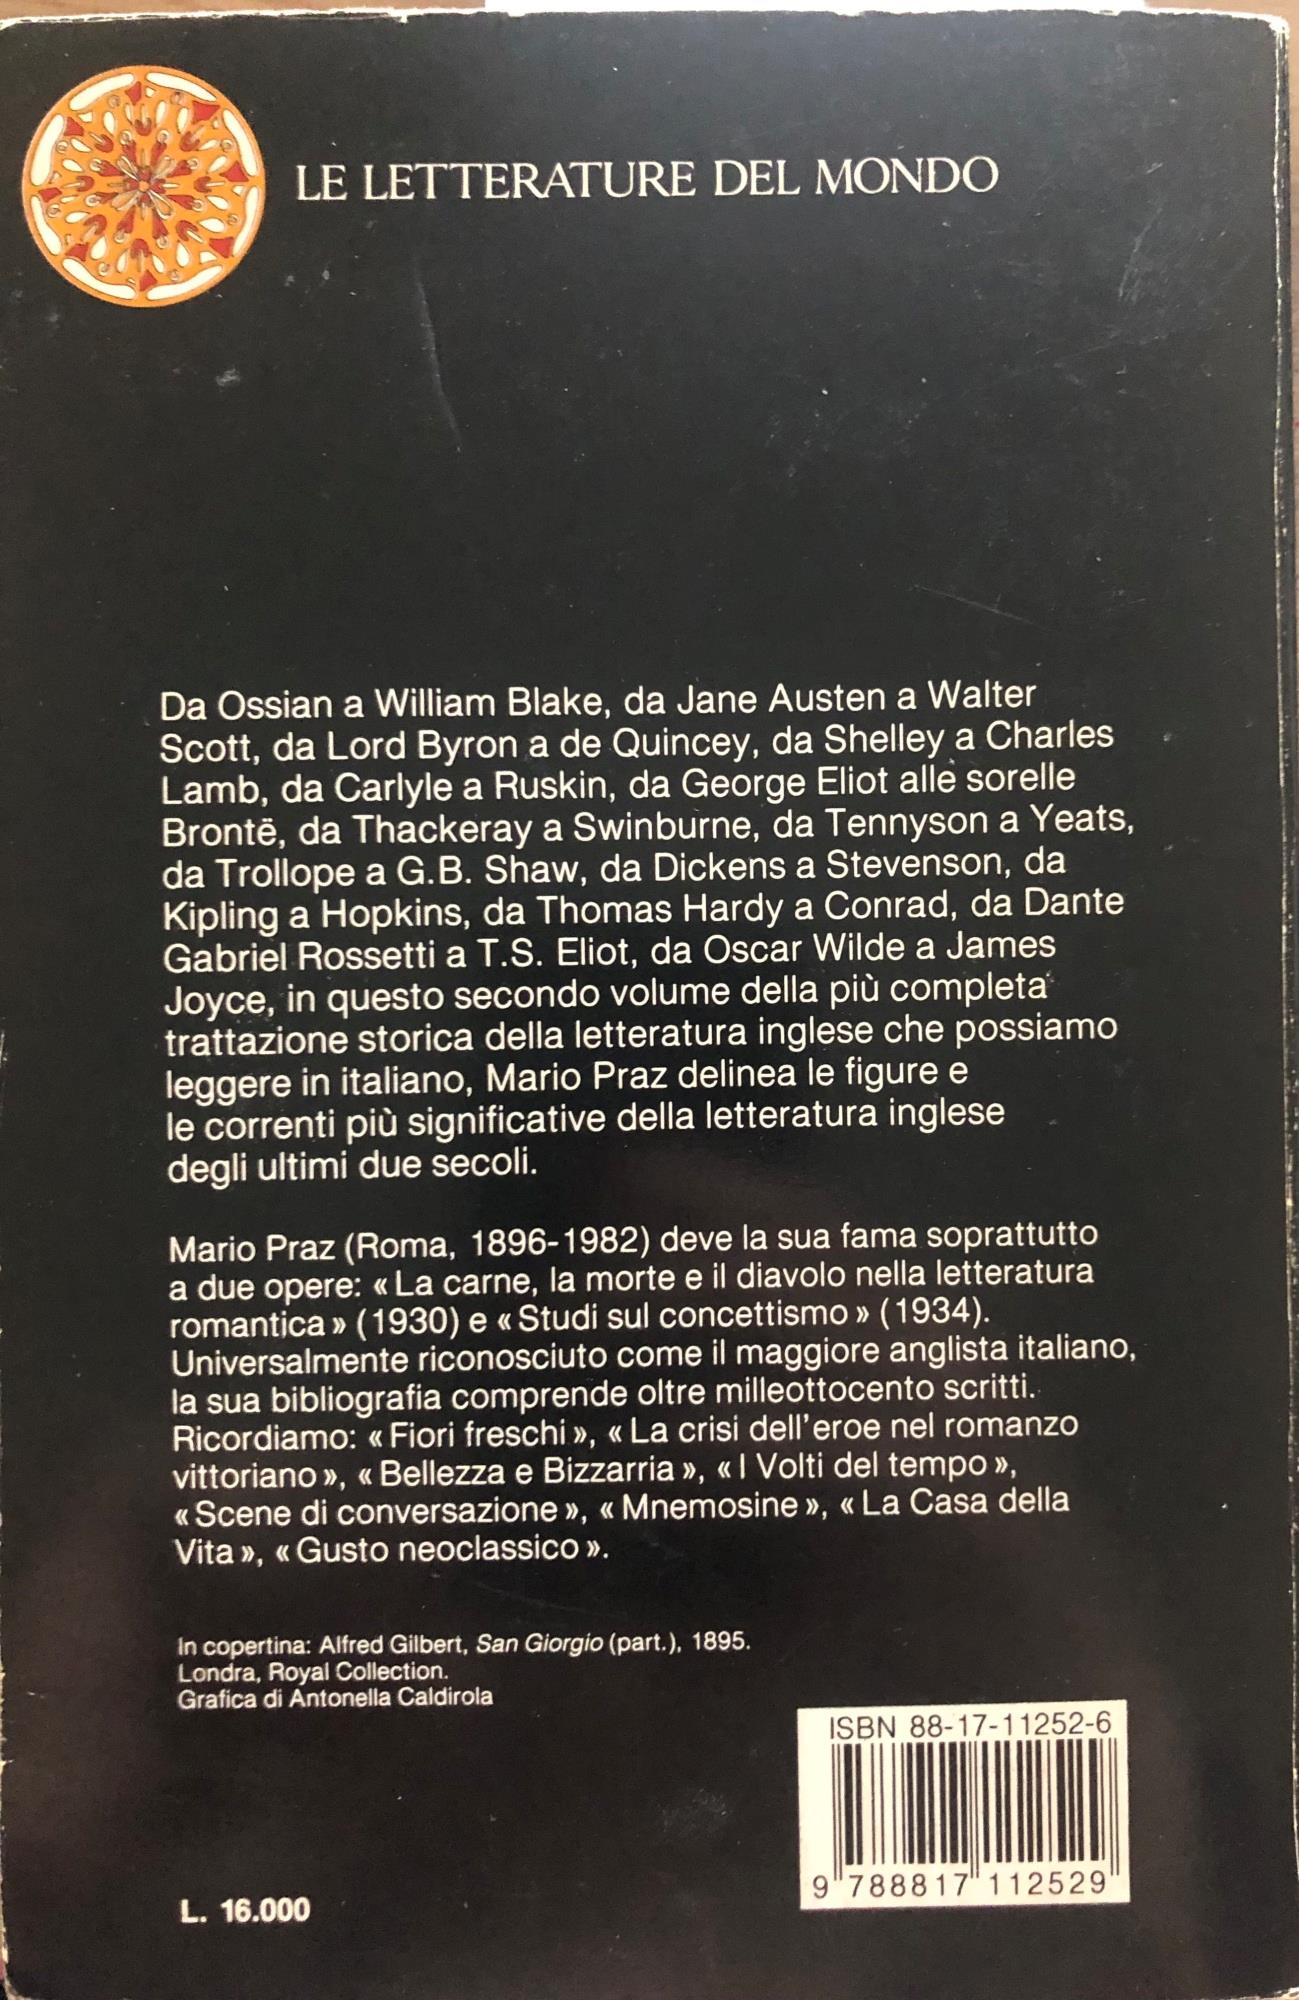 LE LETTERATURE DEL MONDO
Da Ossian a William Blake, da Jane Austen a Walter
Scott, da Lord Byron a de Quincey, da Shelley a Charles
Lamb, da Carlyle a Ruskin, da George Eliot alle sorelle
Brontë, da Thackeray a Swinburne, da Tennyson a Yeats,
da Trollope a G.B. Shaw, da Dickens a Stevenson, da
Kipling a Hopkins, da Thomas Hardy a Conrad, da Dante
Gabriel Rossetti a T.S. Eliot, da Oscar Wilde a James
Joyce, in questo secondo volume della più completa
trattazione storica della letteratura inglese che possiamo
leggere in italiano, Mario Praz delinea le figure e
le correnti più significative della letteratura inglese
degli ultimi due secoli.
Mario Praz (Roma, 1896-1982) deve la sua fama soprattutto
a due opere: «La carne, la morte e il diavolo nella letteratura
romantica» (1930) e «Studi sul concettismo» (1934).
Universalmente riconosciuto come il maggiore anglista italiano,
la sua bibliografia comprende oltre milleottocento scritti.
Ricordiamo: «Fiori freschi», «La crisi dell'eroe nel romanzo
vittoriano», «Bellezza e Bizzarria», «I Volti del tempo»,
«Scene di conversazione», «Mnemosine», «La Casa della
Vita», «Gusto neoclassico».
In copertina: Alfred Gilbert, San Giorgio (part.), 1895.
Londra, Royal Collection.
Grafica di Antonella Caldirola
ISBN 88-17-11252-6
9 788817 112529
L. 16.000